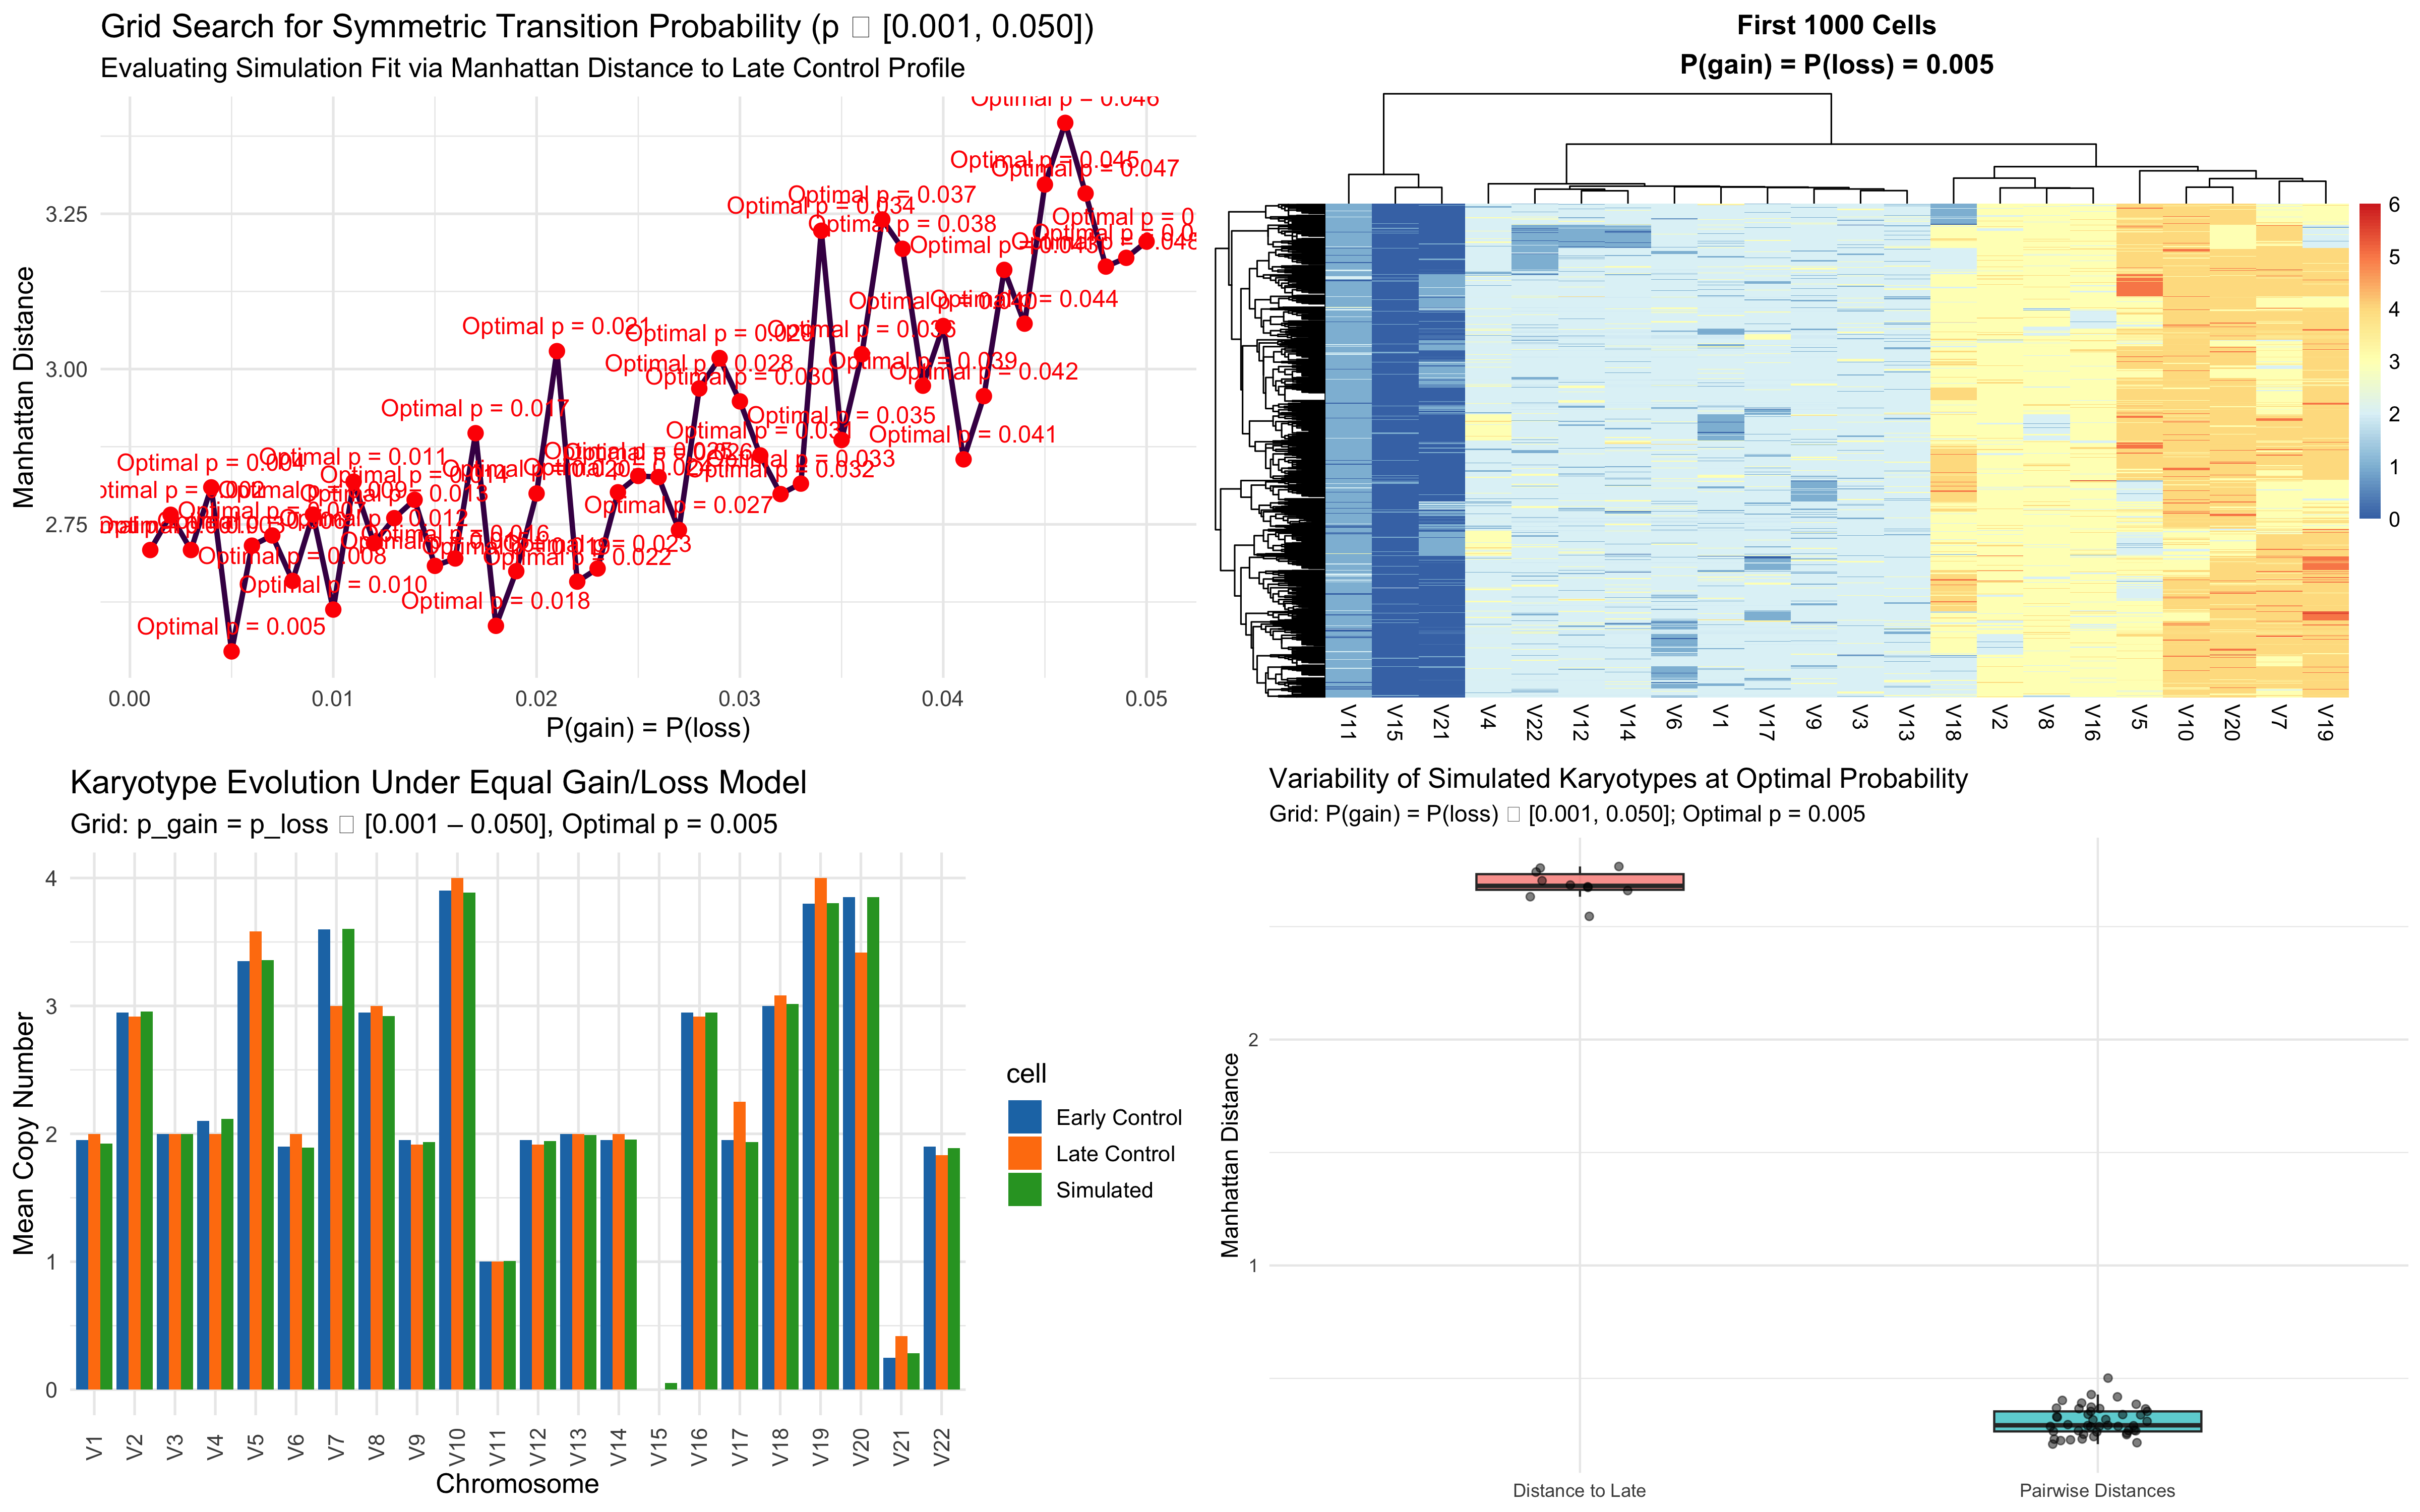 Grid Search for Symmetric Transition Probability (p [0.001, 0.050])
Evaluating Simulation Fit via Manhattan Distance to Late Control Profile
Manhattan Distance
3.25
3.00
2.75
Optimal p = 0.046
Optimal p = 0.045
Optimal p = 0.047
Optimal p = 0.037
Optimal p = 0.034
Optimal p = 0.038
Optimal p = 0.044
Optimal p = 0.021
Optimal p = 0.028
Optimal p = 0.030
Optimal p = 0.036
Optimal p = 0.039
Optimal p = 0.042
Optimal p = 0.017
Optimal p = 0.035
Optimal p = 0.041
Optimal p = 0.011
Optimal p = 0.004
Optimal p = 0.033
Optimal p = 0.032
Optimal p = 0.027
Optimal p = 0.012
Optimal p = 0.016
Optimal p = 0.023
Optimal p = 0.022
Optimal p = 0.008
Optimal p = 0.010
Optimal p = 0.018
Optimal p = 0.005
0.00 0.01 0.02 0.03 0.04 0.05
P(gain) = P(loss)
First 1000 Cells
P(gain) = P(loss) = 0.005
6
5
4
3
2
1
0
V11 V15 V21 V4 V22 V12 V14 V6 V1 V17 V9 V3 V13 V18 V2 V8 V16 V5 V10 V20 V7 V19
Karyotype Evolution Under Equal Gain/Loss Model
Grid: p_gain = p_loss [0.001 – 0.050], Optimal p = 0.005
Mean Copy Number
4
3
2
1
0
V1 V2 V3 V4 V5 V6 V7 V8 V9 V10 V11 V12 V13 V14 V15 V16 V17 V18 V19 V20 V21 V22
Chromosome
cell
Early Control
Late Control
Simulated
Variability of Simulated Karyotypes at Optimal Probability
Grid: P(gain) = P(loss) [0.001, 0.050]; Optimal p = 0.005
Manhattan Distance
2
1
Distance to Late Pairwise Distances